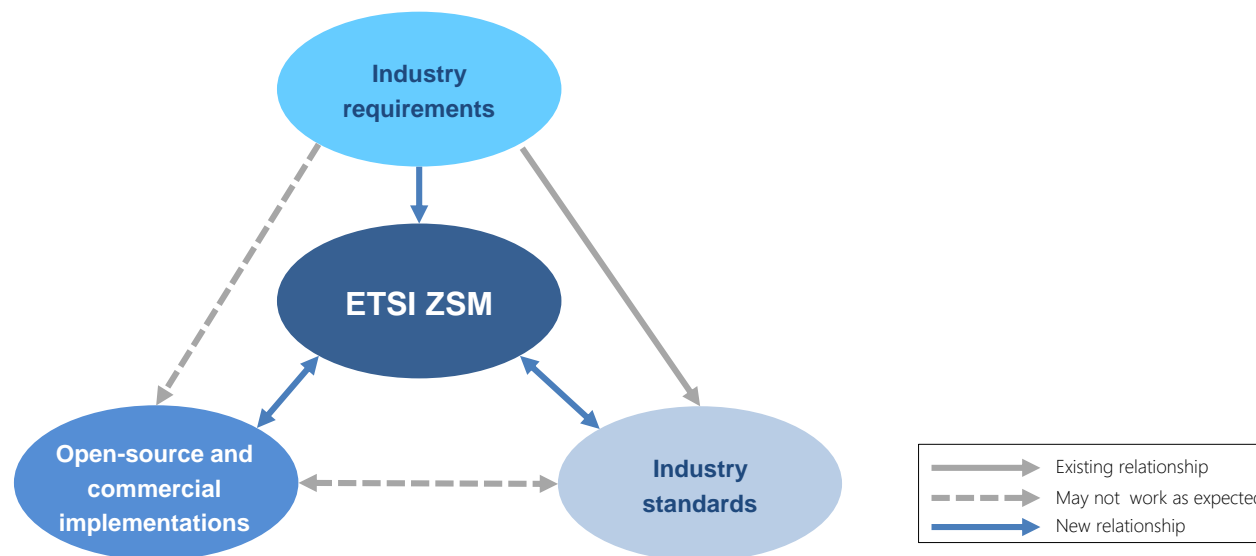 Industry
requirements
ETSI ZSM
Open-source and
commercial
implementations
Industry
standards
Existing relationship
May not work as expected
New relationship